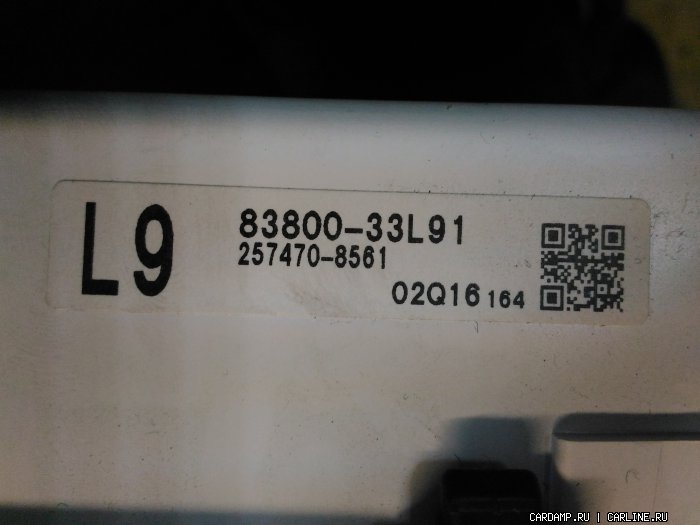 L9
83800-33L91
257470-8561
02Q16 164
CARDAMP.RU | CARLINE.RU